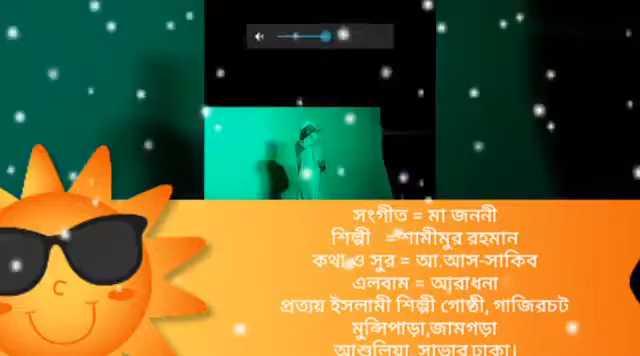 সংগীত = মা জননী
শিল্পী = শামীমুর রহমান
কথা ও সুর = আ.আস-সাকিব
এলবাম = আরাধনা
প্রত্যয় ইসলামী শিল্পী গোষ্ঠী, গাজিরচট
মুন্সিপাড়া,জামগড়া
আশুলিয়া, সাভার,ঢাকা।